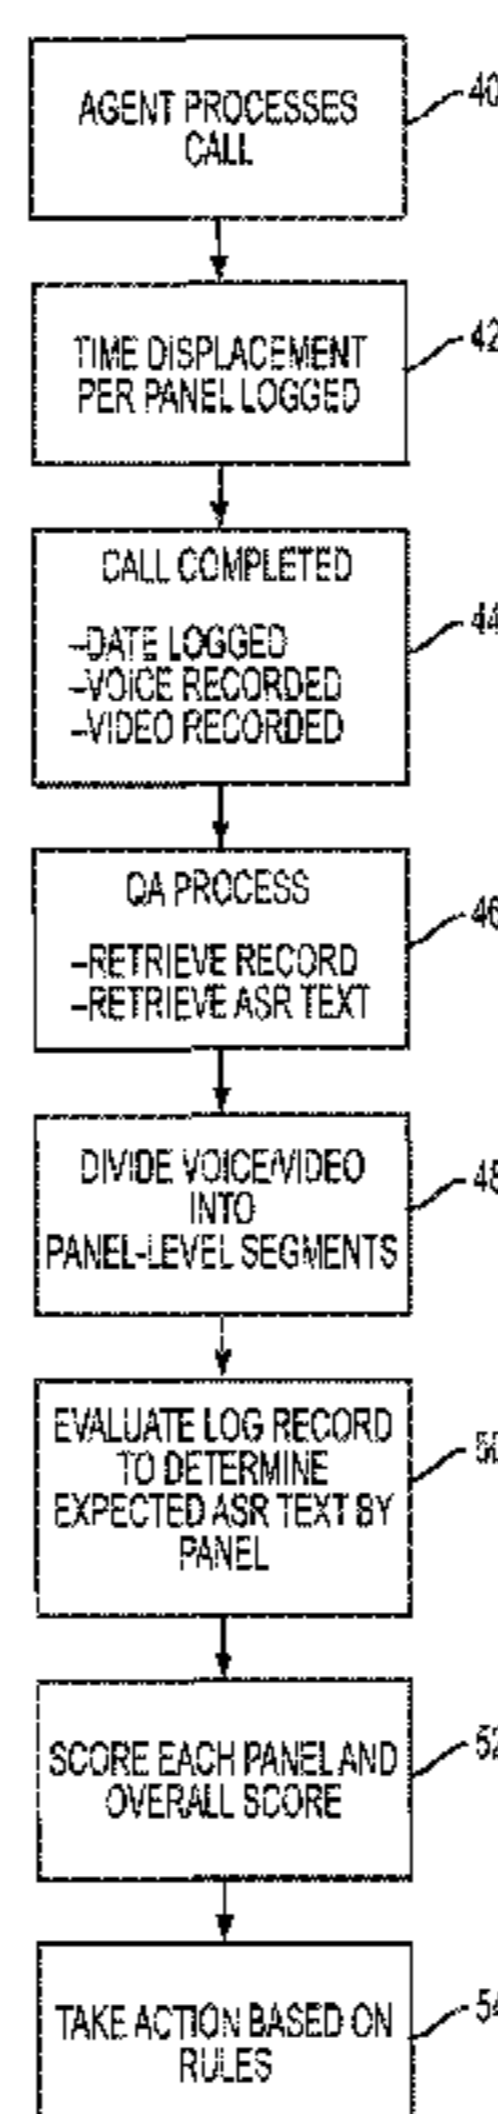 AGENT PROCESSES
CALL
40
TIME DISPLACEMENT
PER PANEL LOGGED
42
CALL COMPLETED
44
–DATE LOGGED
–VOICE RECORDED
–VIDEO RECORDED
QA PROCESS
46
–RETRIEVE RECORD
–RETRIEVE ASR TEXT
DIVIDE VOICE/VIDEO
INTO
PANEL-LEVEL SEGMENTS
48
EVALUATE LOG RECORD
TO DETERMINE
EXPECTED ASR TEXT BY
PANEL
50
SCORE EACH PANEL AND
OVERALL SCORE
52
TAKE ACTION BASED ON
RULES
54